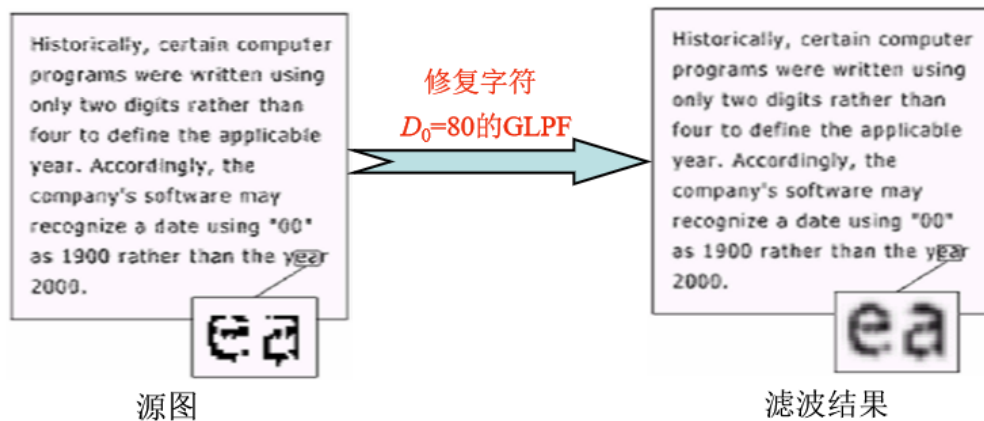 Historically, certain computer
programs were written using
only two digits rather than
four to define the applicable
year. Accordingly, the
company's software may
recognize a date using "00"
as 1900 rather than the year
2000.
ea
源图
修复字符
D₀=80的GLPF
Historically, certain computer
programs were written using
only two digits rather than
four to define the applicable
year. Accordingly, the
company's software may
recognize a date using "00"
as 1900 rather than the year
2000.
ea
滤波结果